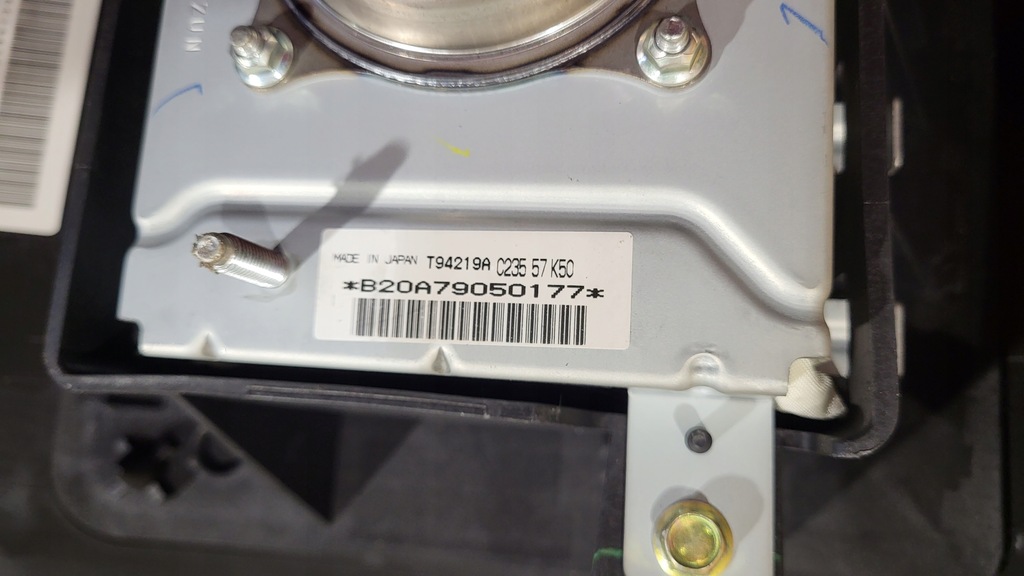 MADE IN JAPAN T94219A C235 57 K50
*B20A79050177*